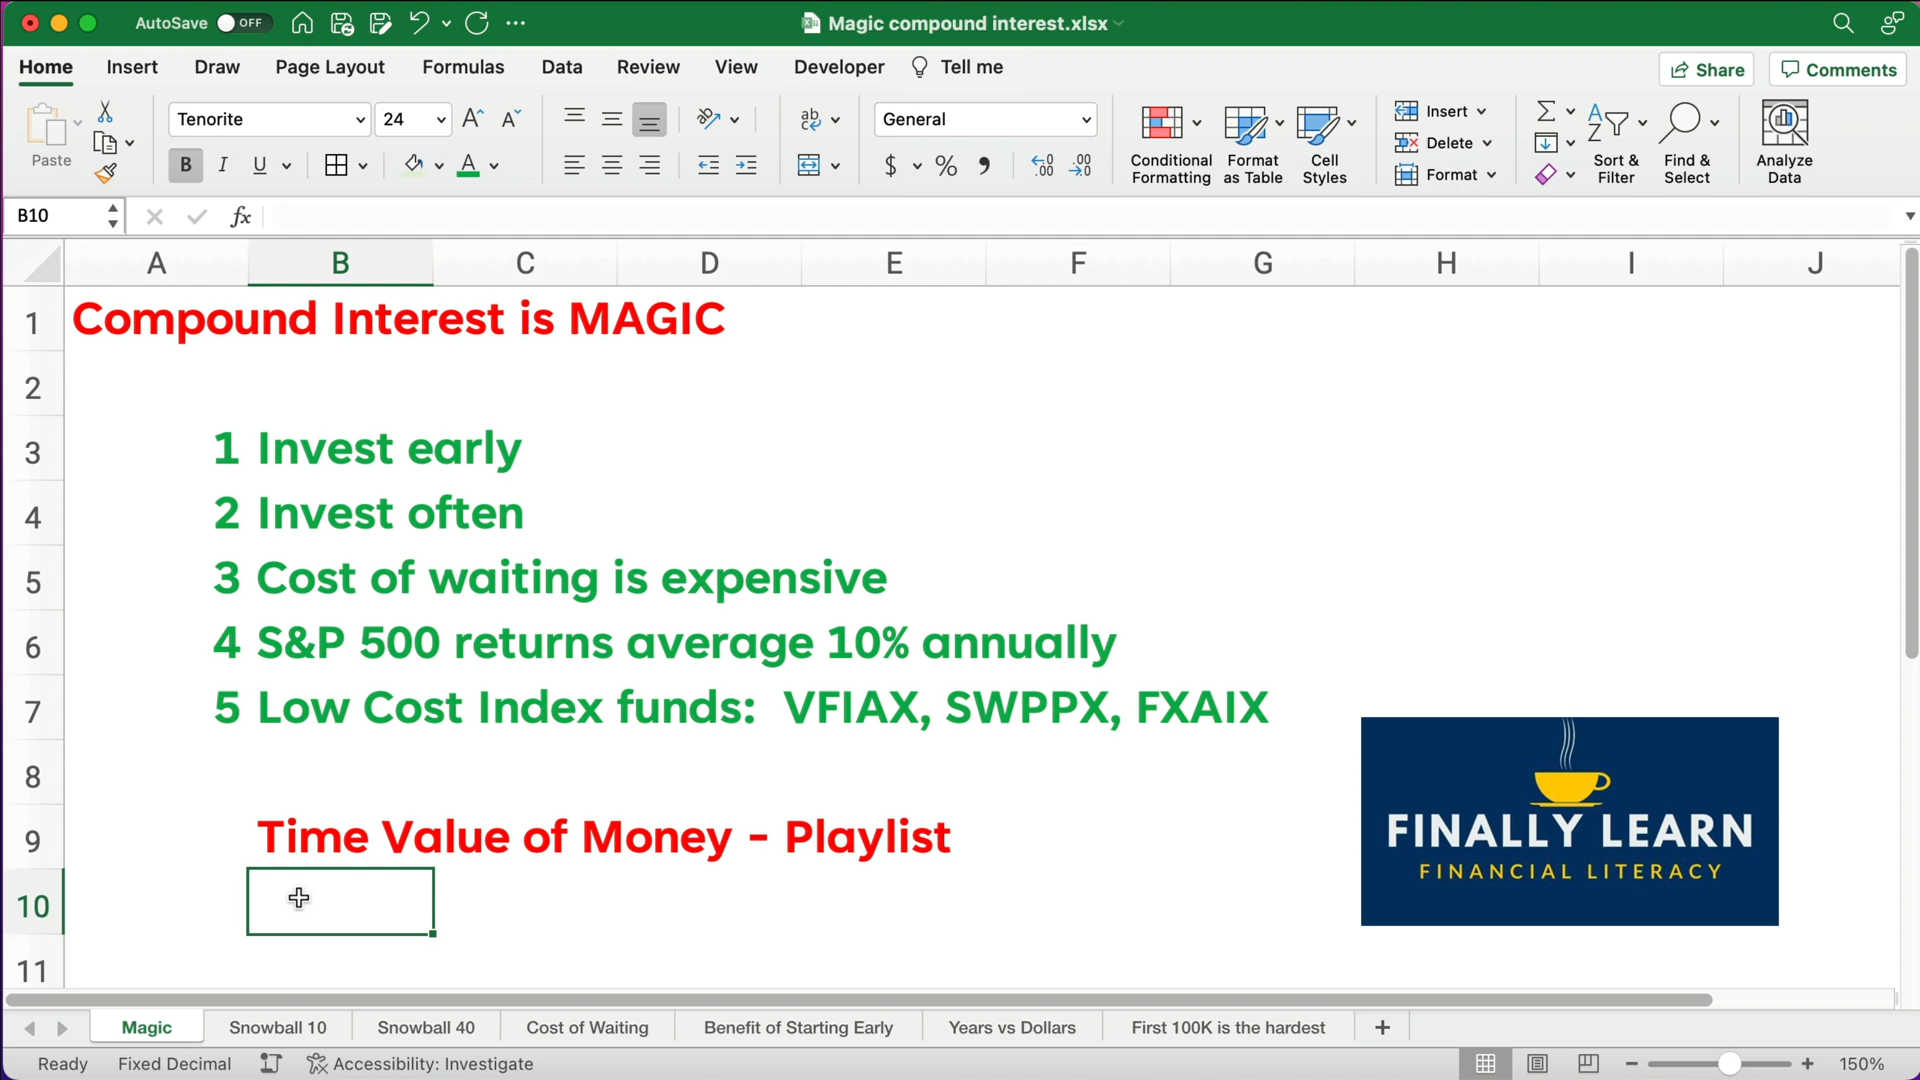 AutoSave OFF Magic compound interest.xlsx
Home Insert Draw Page Layout Formulas Data Review View Developer Tell me Share Comments
Paste Tenorite 24 General Insert
Delete
Format
B I U $ % Conditional Formatting Format as Table Cell Styles Sort & Filter Find & Select Analyze Data
B10 fx
A B C D E F G H I J
1 Compound Interest is MAGIC
2
3 1 Invest early
4 2 Invest often
5 3 Cost of waiting is expensive
6 4 S&P 500 returns average 10% annually
7 5 Low Cost Index funds: VFIAX, SWPPX, FXAIX
8
9 Time Value of Money - Playlist
10
11
FINALLY LEARN
FINANCIAL LITERACY
Magic Snowball 10 Snowball 40 Cost of Waiting Benefit of Starting Early Years vs Dollars First 100K is the hardest +
Ready Fixed Decimal Accessibility: Investigate 150%